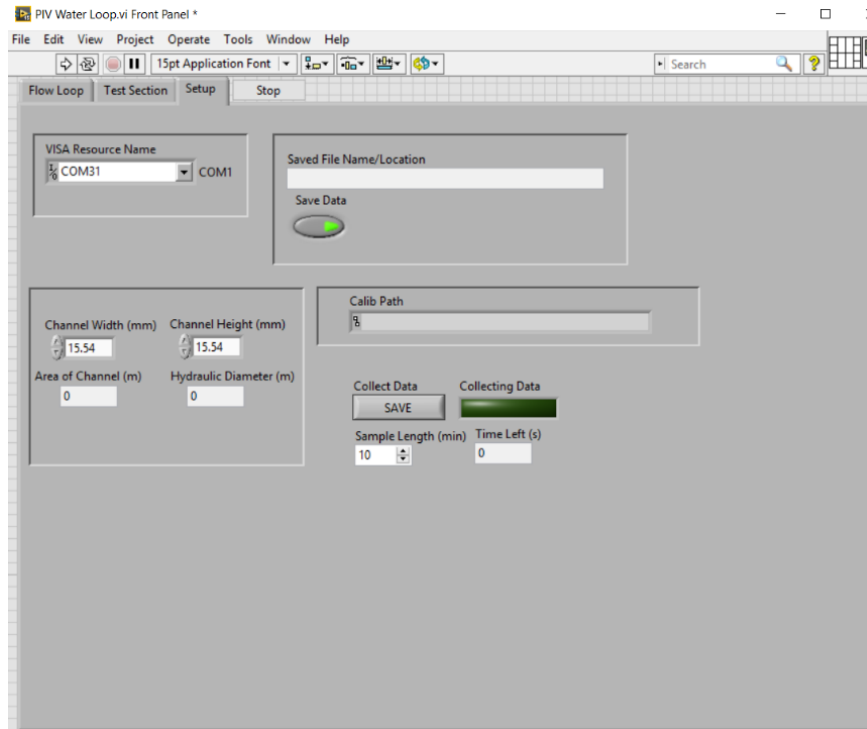 PIV Water Loop.vi Front Panel *
File Edit View Project Operate Tools Window Help
15pt Application Font
Search
?
Flow Loop Test Section Setup Stop
VISA Resource Name
COM31 COM1
Saved File Name/Location
Save Data
Channel Width (mm) Channel Height (mm)
15.54 15.54
Area of Channel (m) Hydraulic Diameter (m)
0 0
Calib Path
Collect Data Collecting Data
SAVE
Sample Length (min) Time Left (s)
10 0